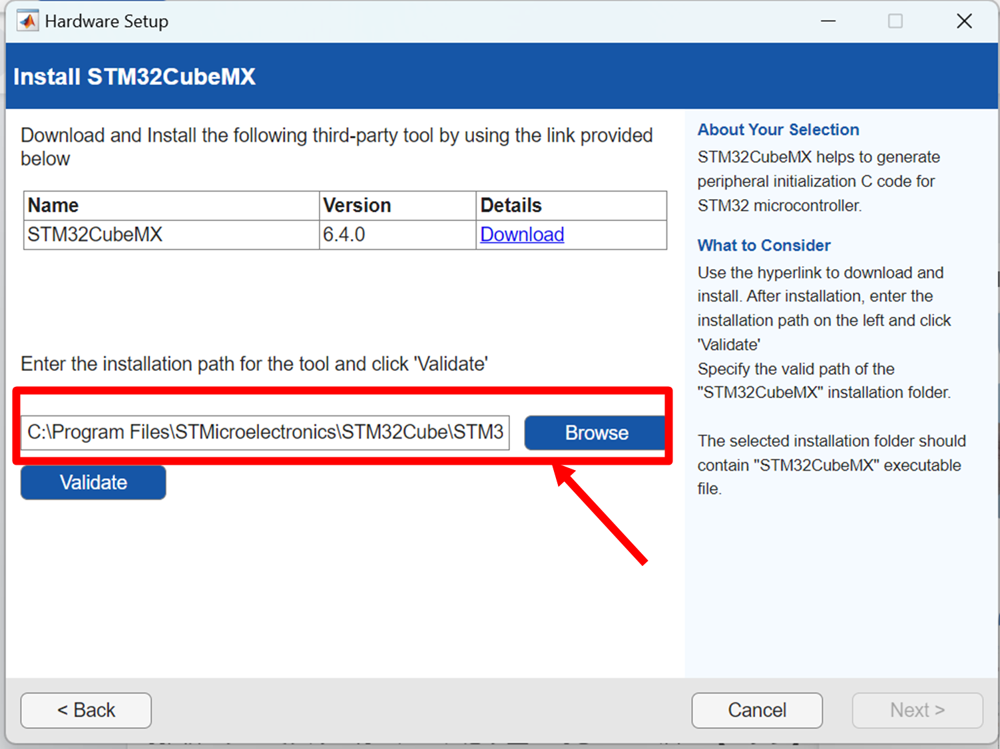 Hardware Setup
Install STM32CubeMX
Download and Install the following third-party tool by using the link provided
below
Name Version Details
STM32CubeMX 6.4.0 Download
Enter the installation path for the tool and click 'Validate'
C:\Program Files\STMicroelectronics\STM32Cube\STM3
Browse
Validate
About Your Selection
STM32CubeMX helps to generate
peripheral initialization C code for
STM32 microcontroller.
What to Consider
Use the hyperlink to download and
install. After installation, enter the
installation path on the left and click
'Validate'
Specify the valid path of the
"STM32CubeMX" installation folder.
The selected installation folder should
contain "STM32CubeMX" executable
file.
< Back
Cancel
Next >